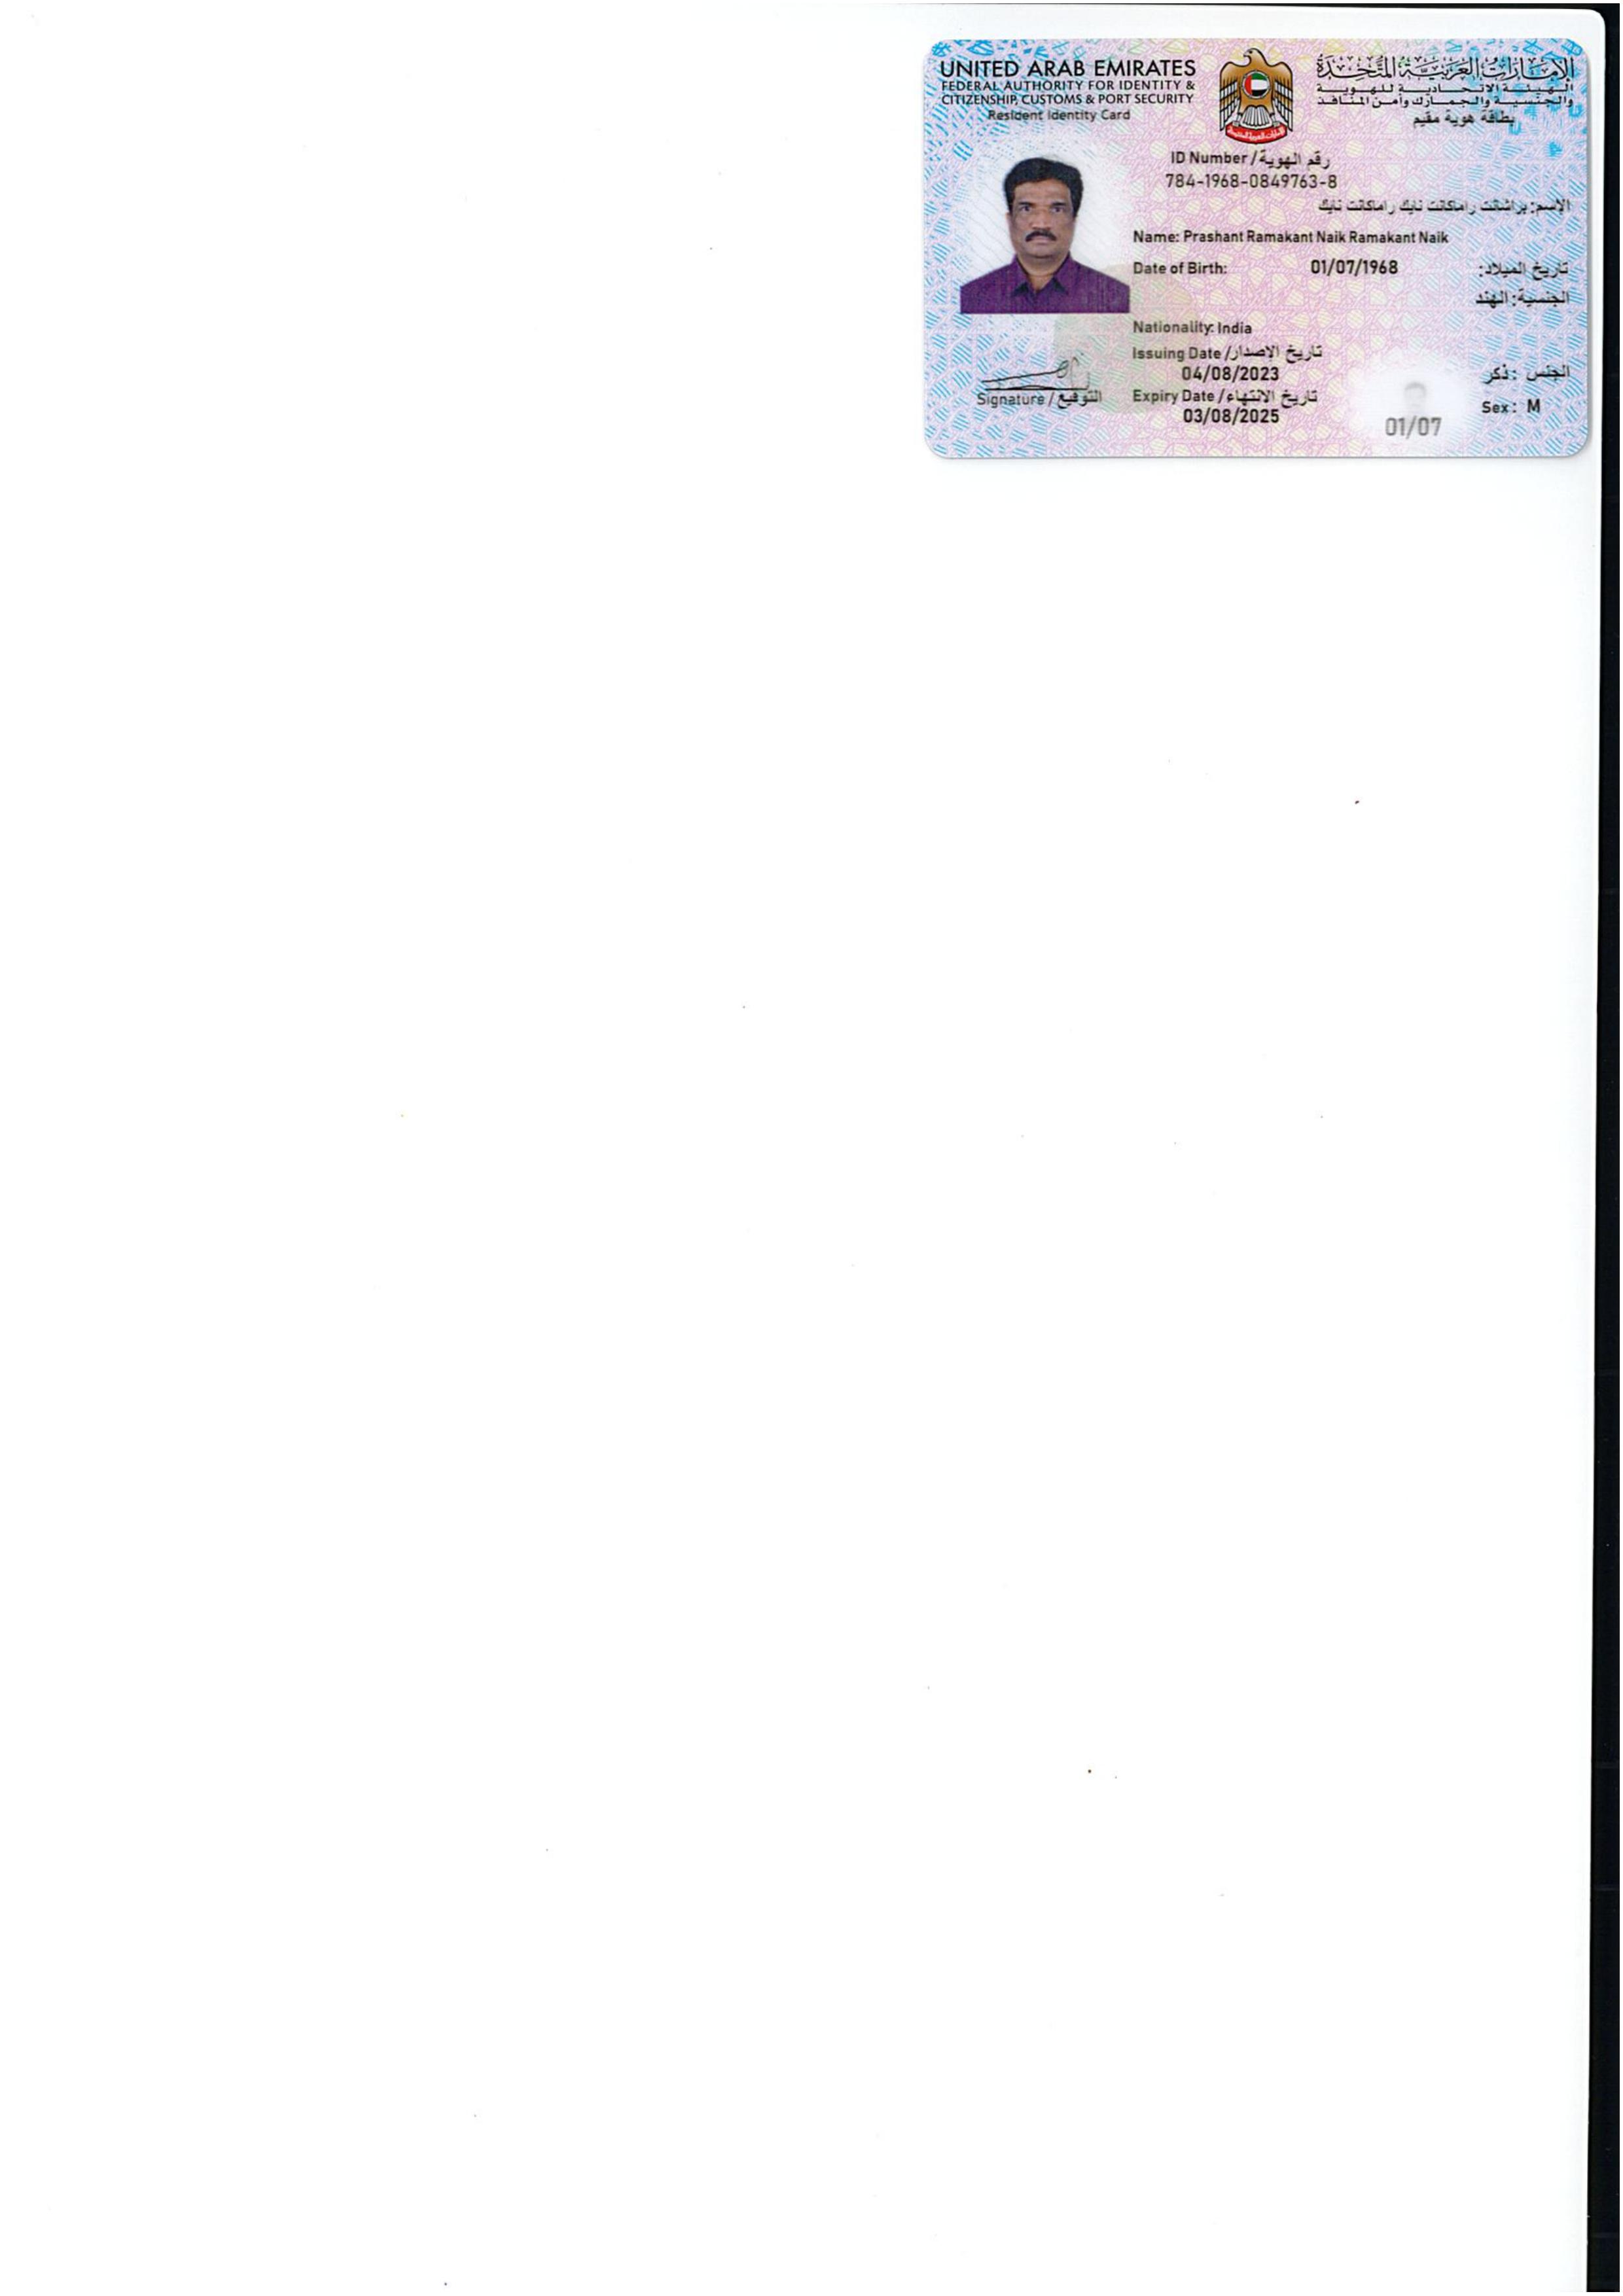 UNITED ARAB EMIRATES
FEDERAL AUTHORITY FOR IDENTITY &
CITIZENSHIP, CUSTOMS & PORT SECURITY
Resident Identity Card
الإمارات العربية المتحدة
الهيئة الاتحادية للهوية
والجنسية والجمارك وأمن المنافذ
بطاقة هوية مقيم
ID Number / رقم الهوية
784-1968-0849763-8
الإسم: براشانت راماكانت نايك راماكانت نايك
Name: Prashant Ramakant Naik Ramakant Naik
Date of Birth: 01/07/1968 تاريخ الميلاد:
الجنسية: الهند
Nationality: India
Issuing Date / تاريخ الاصدار
04/08/2023
الجنس : ذكر
Expiry Date / تاريخ الانتهاء
03/08/2025
Sex: M
Signature / التوقيع
01/07